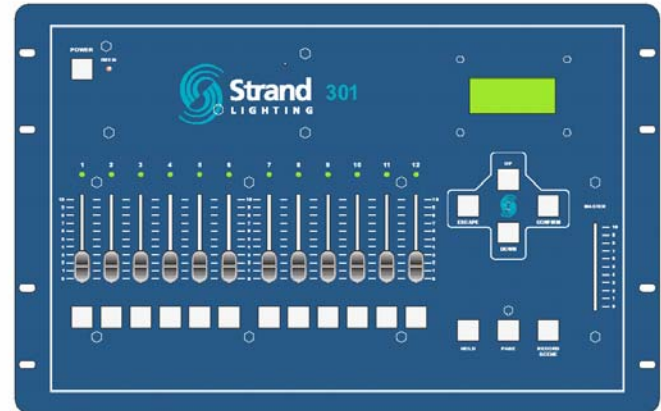 POWER
Strand 301
LIGHTING
1 2 3 4 5 6 7 8 9 10 11 12
UP
ESCAPE
CONFIRM
DOWN
MASTER
HOLD
PAGE
RECORD
SCENE